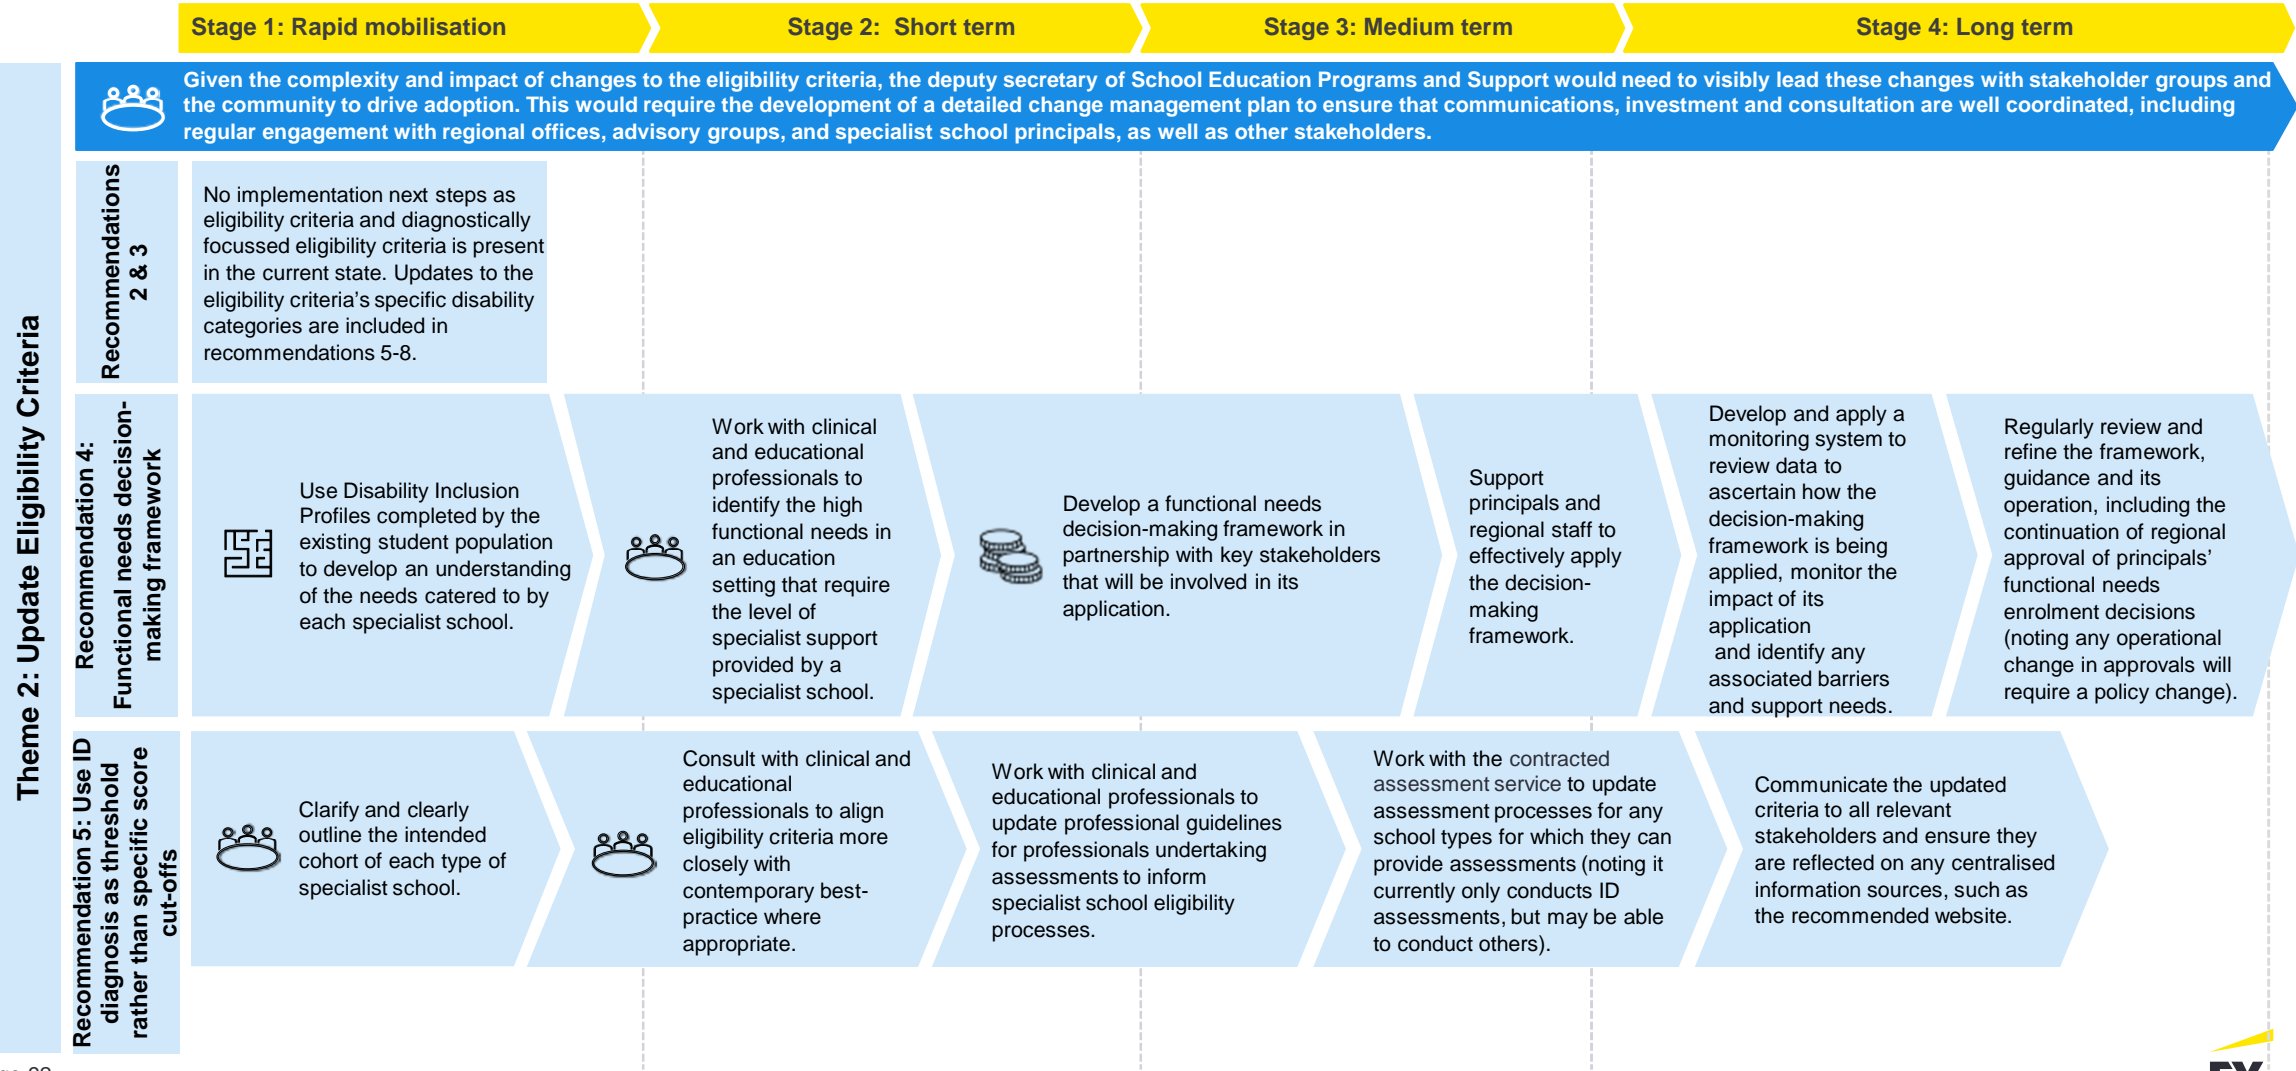 Stage 1: Rapid mobilisation
Stage 2: Short term
Stage 3: Medium term
Stage 4: Long term
Given the complexity and impact of changes to the eligibility criteria, the deputy secretary of School Education Programs and Support would need to visibly lead these changes with stakeholder groups and
the community to drive adoption. This would require the development of a detailed change management plan to ensure that communications, investment and consultation are well coordinated, including
regular engagement with regional offices, advisory groups, and specialist school principals, as well as other stakeholders.
Theme 2: Update Eligibility Criteria
Recommendations
2 & 3
No implementation next steps as
eligibility criteria and diagnostically
focussed eligibility criteria is present
in the current state. Updates to the
eligibility criteria's specific disability
categories are included in
recommendations 5-8.
Recommendation 4:
Functional needs decision-
making framework
Use Disability Inclusion
Profiles completed by the
existing student population
to develop an understanding
of the needs catered to by
each specialist school.
Work with clinical
and educational
professionals to
identify the high
functional needs in
an education
setting that require
the level of
specialist support
provided by a
specialist school.
Develop a functional needs
decision-making framework in
partnership with key stakeholders
that will be involved in its
application.
Support
principals and
regional staff to
effectively apply
the decision-
making
framework.
Develop and apply a
monitoring system to
review data to
ascertain how the
decision-making
framework is being
applied, monitor the
impact of its
application
and identify any
associated barriers
and support needs.
Regularly review and
refine the framework,
guidance and its
operation, including the
continuation of regional
approval of principals'
functional needs
enrolment decisions
(noting any operational
change in approvals will
require a policy change).
Recommendation 5: Use ID
diagnosis as threshold
rather than specific score
cut-offs
Clarify and clearly
outline the intended
cohort of each type of
specialist school.
Consult with clinical and
educational
professionals to align
eligibility criteria more
closely with
contemporary best-
practice where
appropriate.
Work with clinical and
educational professionals to
update professional guidelines
for professionals undertaking
assessments to inform
specialist school eligibility
processes.
Work with the contracted
assessment service to update
assessment processes for any
school types for which they can
provide assessments (noting it
currently only conducts ID
assessments, but may be able
to conduct others).
Communicate the updated
criteria to all relevant
stakeholders and ensure they
are reflected on any centralised
information sources, such as
the recommended website.
EY